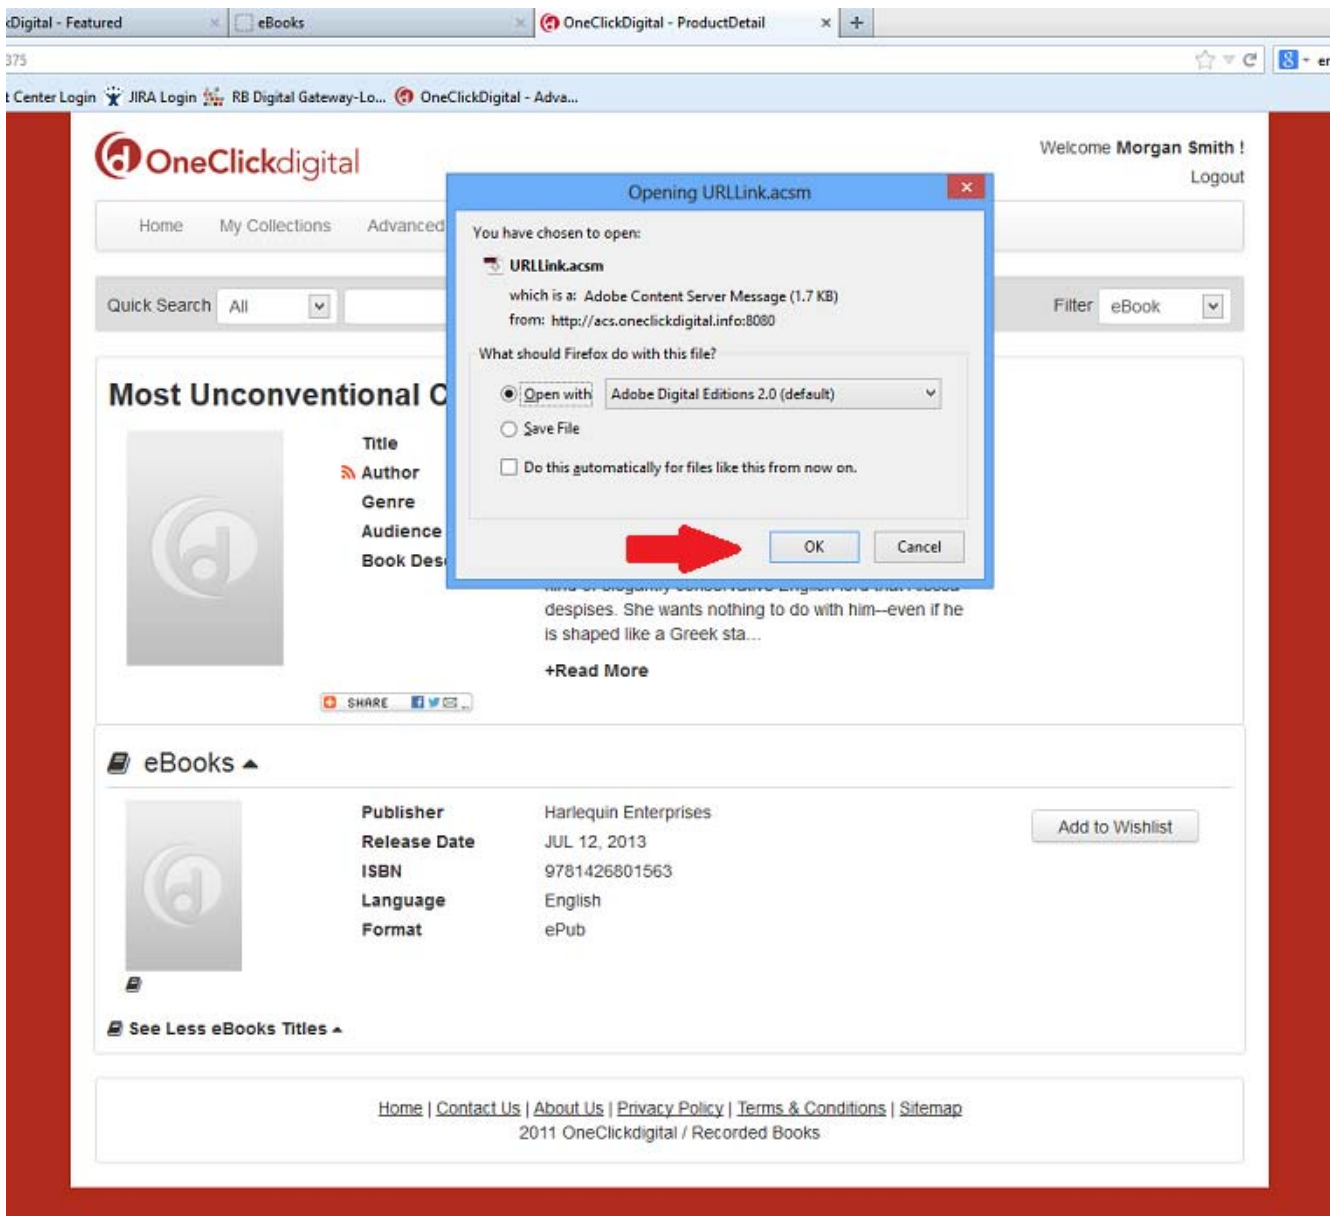 Digital - Featured
eBooks
OneClickDigital - ProductDetail
375
t Center Login JIRA Login RB Digital Gateway-Lo... OneClickDigital - Adva...
OneClickdigital
Welcome Morgan Smith !
Logout
Home My Collections Advanced
Quick Search All
Filter eBook
Opening URLLink.acsm
You have chosen to open:
URLLink.acsm
which is a: Adobe Content Server Message (1.7 KB)
from: http://acs.oneclickdigital.info:8080
What should Firefox do with this file?
Open with Adobe Digital Editions 2.0 (default)
Save File
Do this automatically for files like this from now on.
OK Cancel
Most Unconventional C
Title
Author
Genre
Audience
Book Des
despises. She wants nothing to do with him--even if he
is shaped like a Greek sta...
+Read More
SHARE
eBooks
Publisher Harlequin Enterprises
Release Date JUL 12, 2013
ISBN 9781426801563
Language English
Format ePub
Add to Wishlist
See Less eBooks Titles
Home | Contact Us | About Us | Privacy Policy | Terms & Conditions | Sitemap
2011 OneClickdigital / Recorded Books